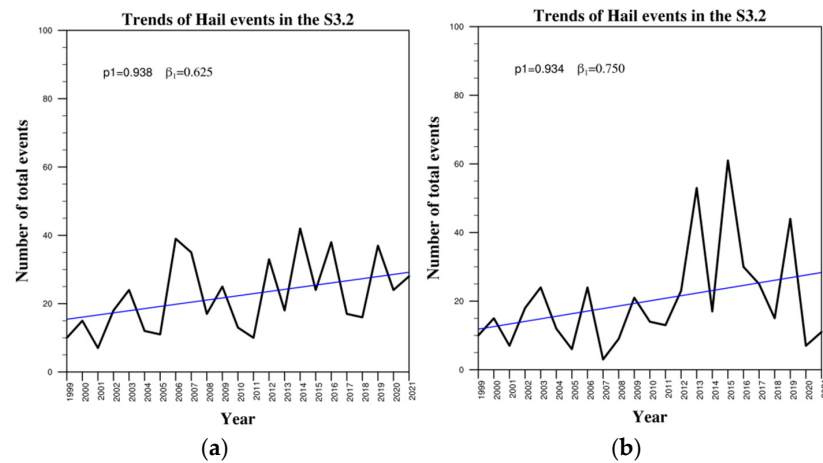 Trends of Hail events in the S3.2
p1=0.938 β₁=0.625
Number of total events
100
80
60
40
20
0
1999 2000 2001 2002 2003 2004 2005 2006 2007 2008 2009 2010 2011 2012 2013 2014 2015 2016 2017 2018 2019 2020 2021
Year
(a)
Trends of Hail events in the S3.2
p1=0.934 β₁=0.750
Number of total events
100
80
60
40
20
0
1999 2000 2001 2002 2003 2004 2005 2006 2007 2008 2009 2010 2011 2012 2013 2014 2015 2016 2017 2018 2019 2020
Year
(b)